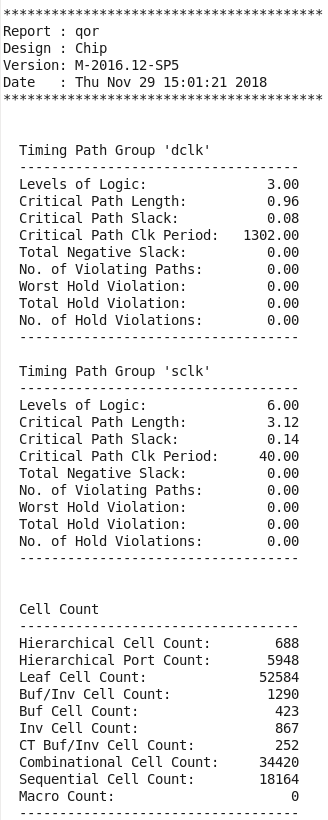 ****************************************
Report : qor
Design : Chip
Version: M-2016.12-SP5
Date   : Thu Nov 29 15:01:21 2018
****************************************
Timing Path Group 'dclk'
-----------------------------------
Levels of Logic:               3.00
Critical Path Length:          0.96
Critical Path Slack:           0.08
Critical Path Clk Period:   1302.00
Total Negative Slack:          0.00
No. of Violating Paths:        0.00
Worst Hold Violation:          0.00
Total Hold Violation:          0.00
No. of Hold Violations:        0.00
-----------------------------------
Timing Path Group 'sclk'
-----------------------------------
Levels of Logic:               6.00
Critical Path Length:          3.12
Critical Path Slack:           0.14
Critical Path Clk Period:     40.00
Total Negative Slack:          0.00
No. of Violating Paths:        0.00
Worst Hold Violation:          0.00
Total Hold Violation:          0.00
No. of Hold Violations:        0.00
-----------------------------------
Cell Count
-----------------------------------
Hierarchical Cell Count:        688
Hierarchical Port Count:       5948
Leaf Cell Count:              52584
Buf/Inv Cell Count:            1290
Buf Cell Count:                 423
Inv Cell Count:                 867
CT Buf/Inv Cell Count:          252
Combinational Cell Count:     34420
Sequential Cell Count:        18164
Macro Count:                      0
-----------------------------------